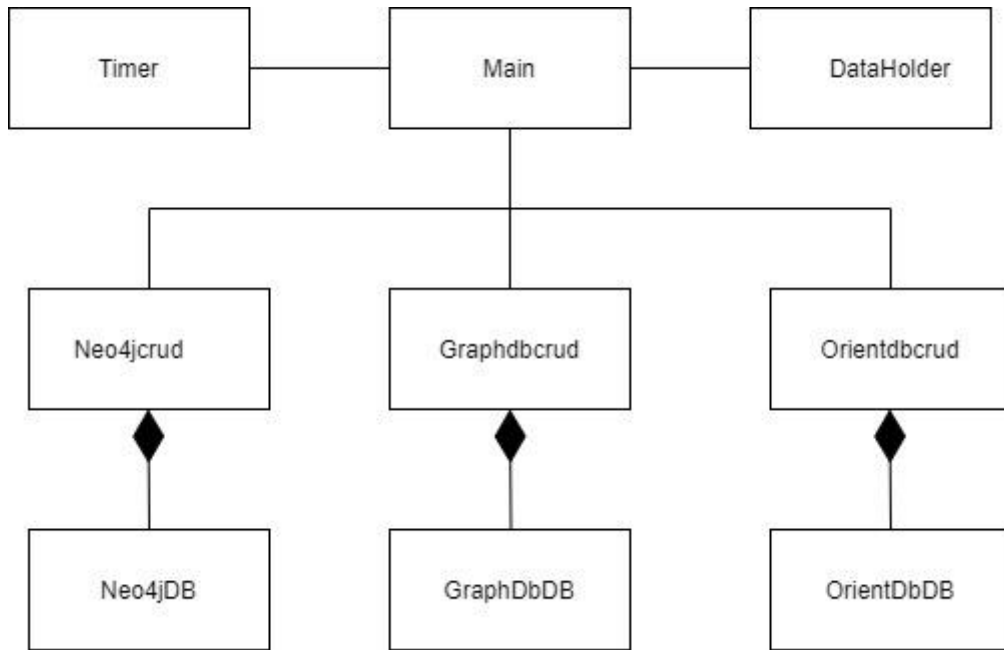 Timer
Main
DataHolder
Neo4jcrud
Graphdbcrud
Orientdbcrud
Neo4jDB
GraphDbDB
OrientDbDB